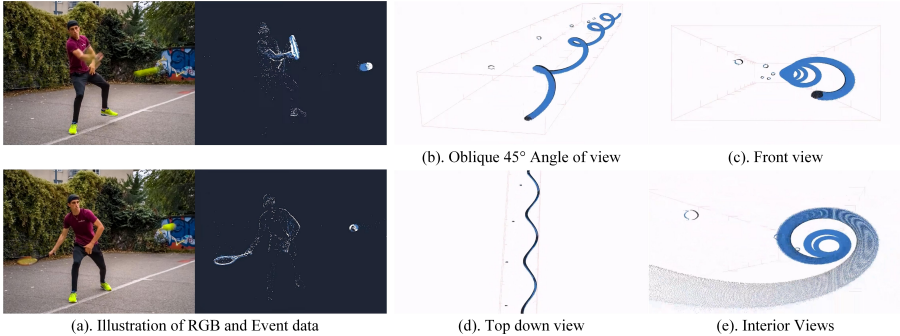 (b). Oblique 45° Angle of view
(c). Front view
(a). Illustration of RGB and Event data
(d). Top down view
(e). Interior Views